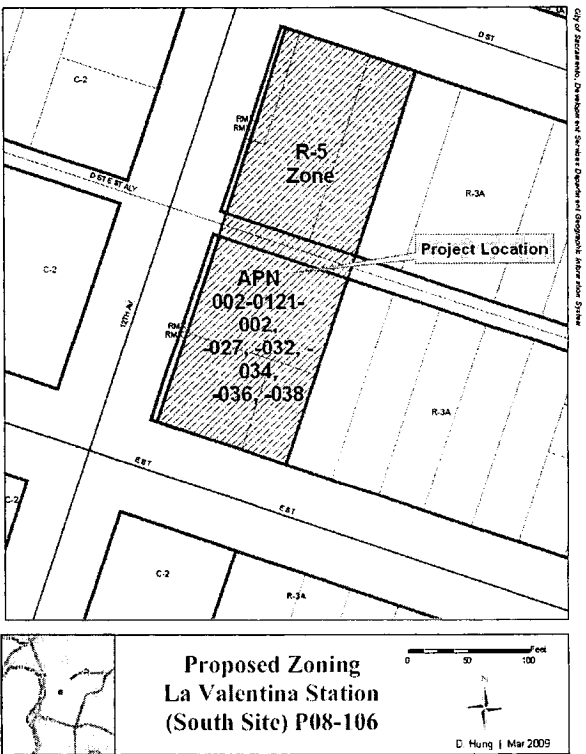 D ST
C-2
RM
RM
R-5
Zone
R-3A
D ST E ST ALY
Project Location
C-2
12TH AV
APN
002-0121-
002,
-027, -032, -
034,
-036, -038
RM
RM
R-3A
E ST
E ST
C-2
C-2
R-3A
City of Sacramento, Development Services Department Geographic Information System
Proposed Zoning
La Valentina Station
(South Site) P08-106
Feet
0 50 100
N
D. Hung | Mar 2009